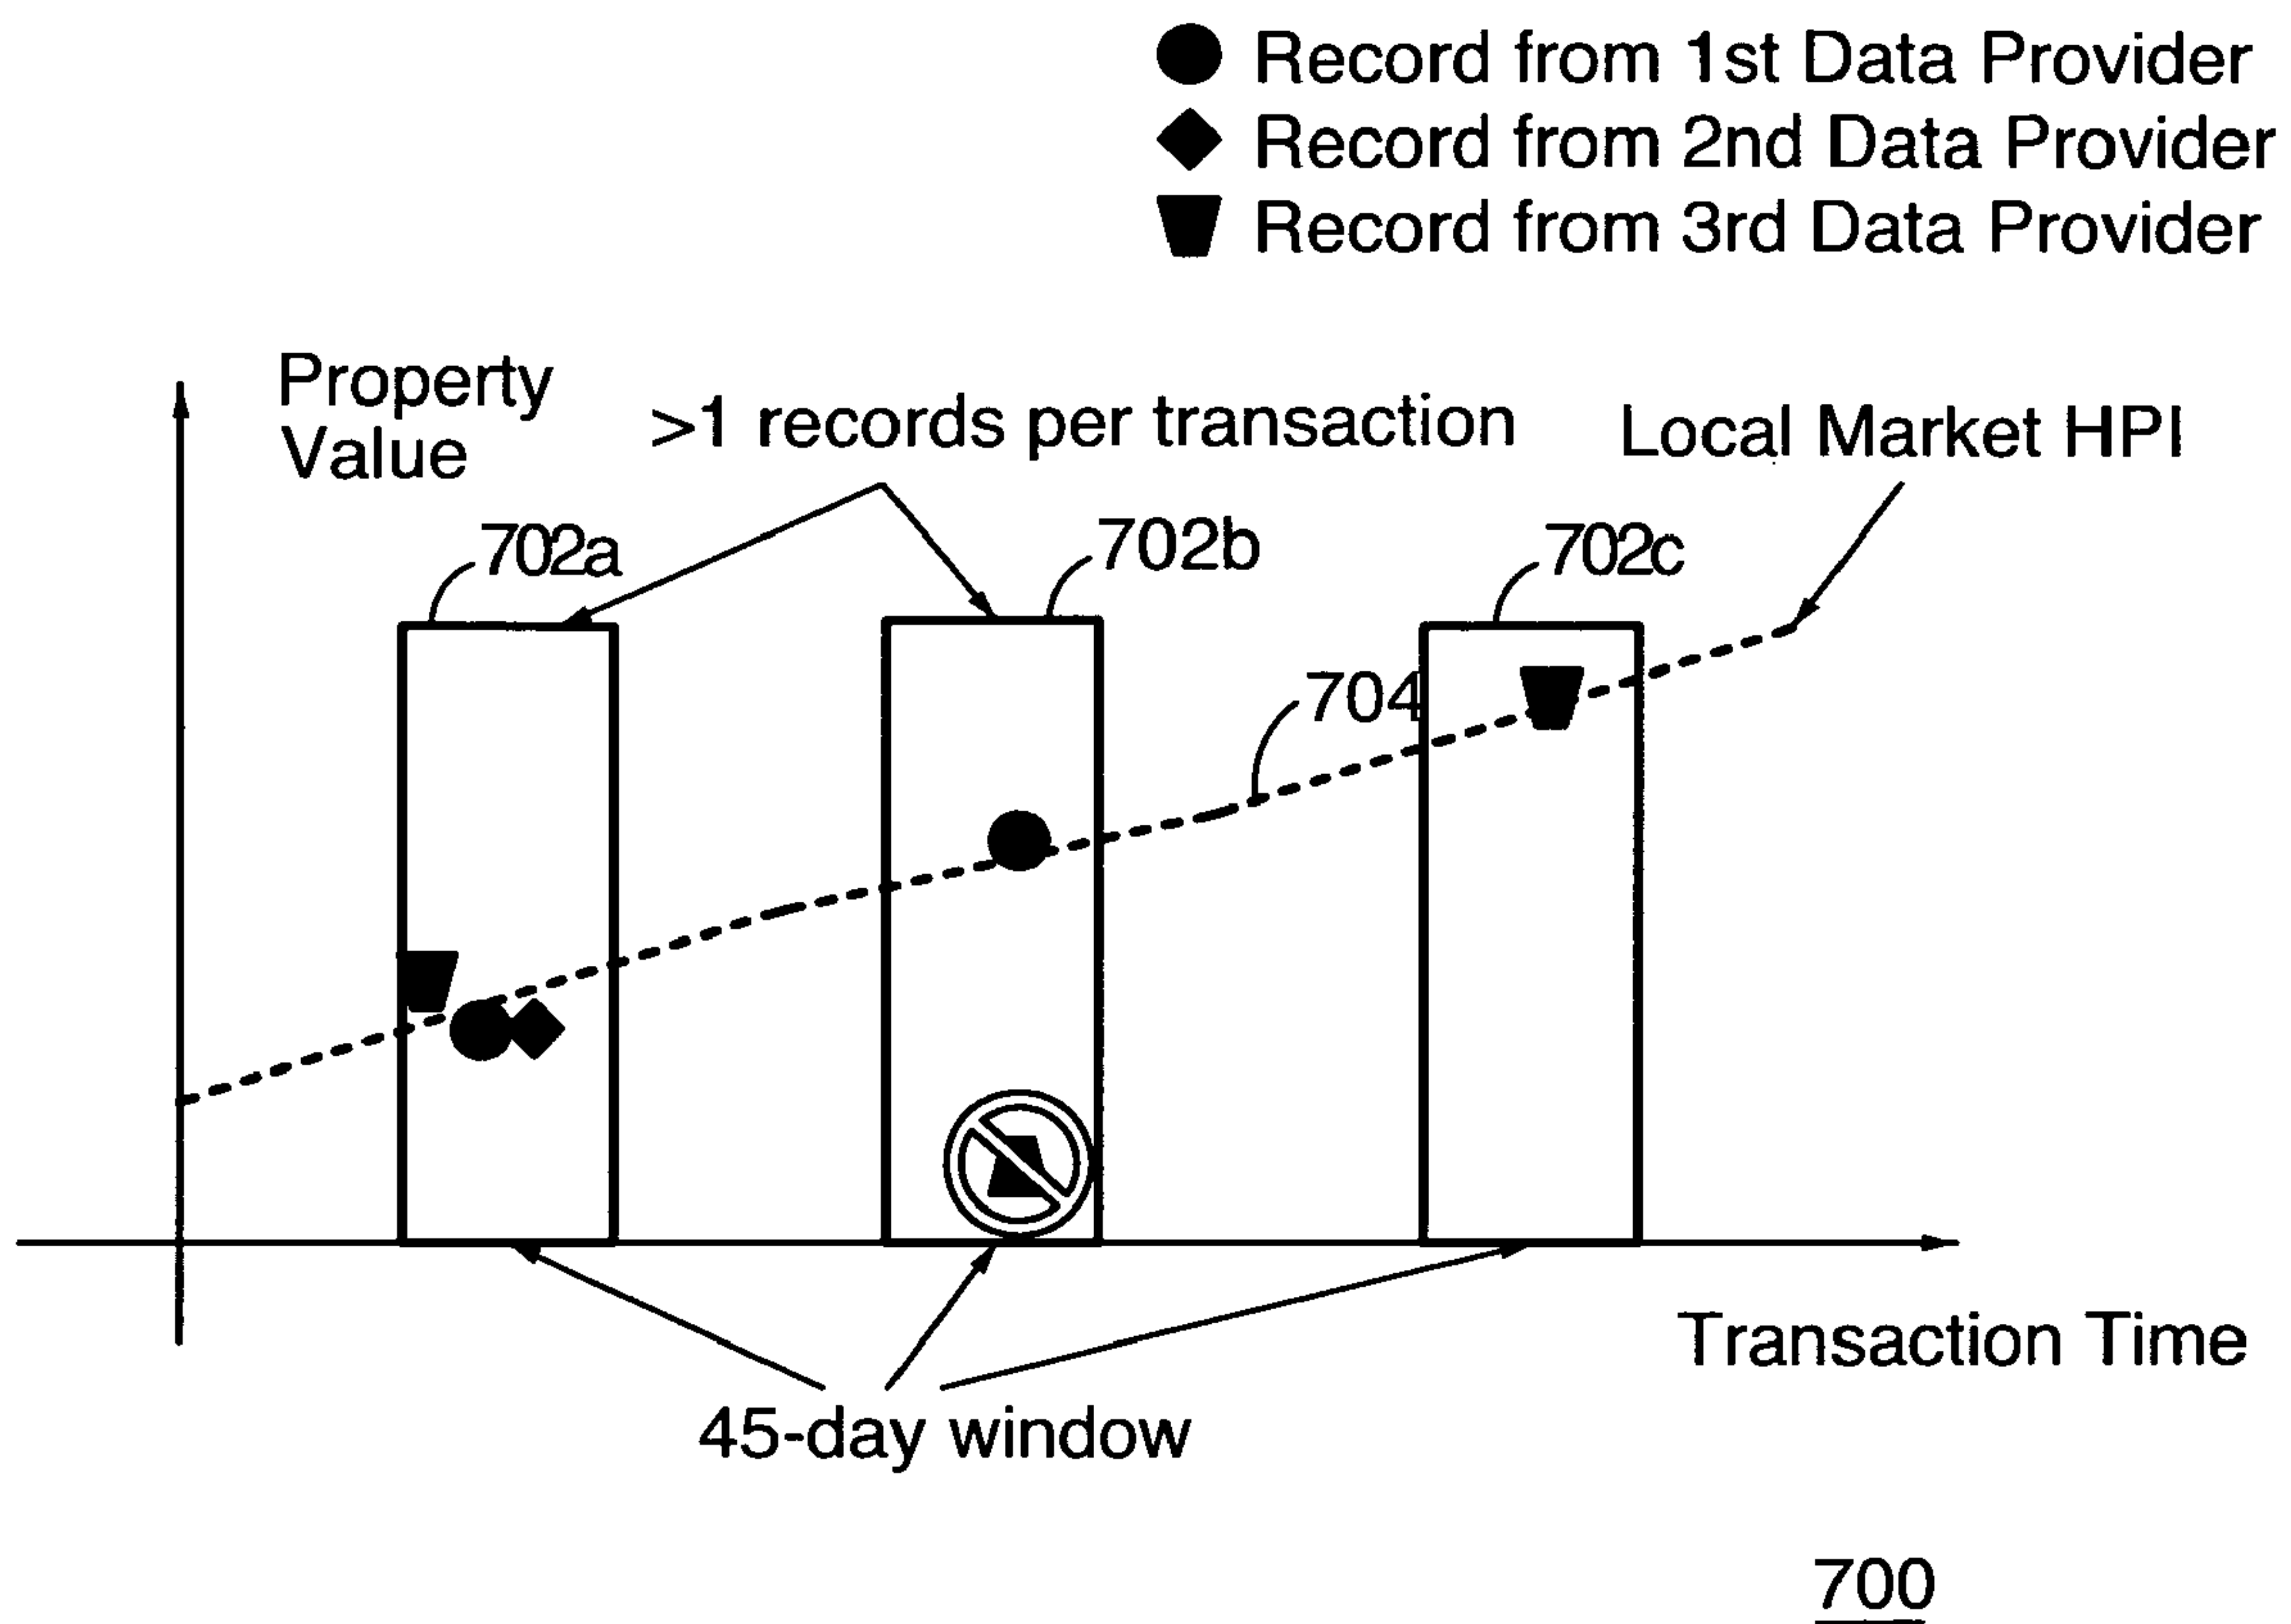 Record from 1st Data Provider
Record from 2nd Data Provider
Record from 3rd Data Provider
Property
Value
>1 records per transaction
Local Market HPI
702a
702b
702c
704
Transaction Time
45-day window
700